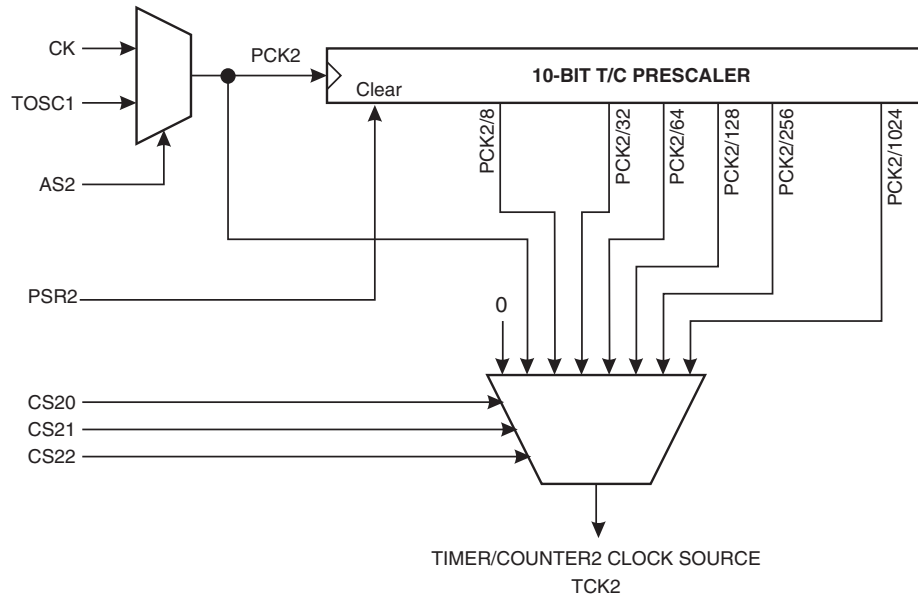 CK
PCK2
10-BIT T/C PRESCALER
Clear
TOSC1
PCK2/8
PCK2/32
PCK2/64
PCK2/128
PCK2/256
PCK2/1024
AS2
PSR2
0
CS20
CS21
CS22
TIMER/COUNTER2 CLOCK SOURCE
TCK2